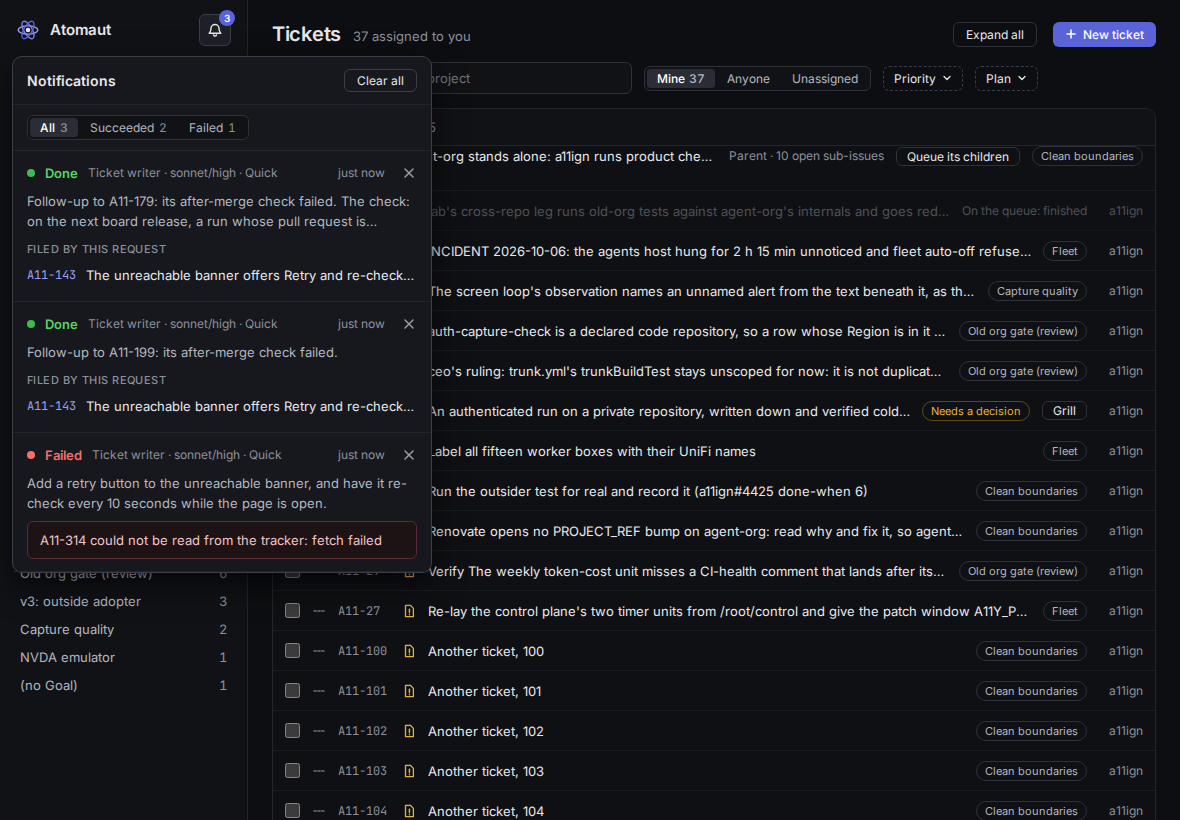 Atomaut
3
Tickets 37 assigned to you
Expand all
+ New ticket
Notifications
Clear all
project
Mine 37 Anyone Unassigned
Priority
Plan
All 3 Succeeded 2 Failed 1
Done Ticket writer · sonnet/high · Quick just now
Follow-up to A11-179: its after-merge check failed. The check:
on the next board release, a run whose pull request is...
FILED BY THIS REQUEST
A11-143 The unreachable banner offers Retry and re-check...
Done Ticket writer · sonnet/high · Quick just now
Follow-up to A11-199: its after-merge check failed.
FILED BY THIS REQUEST
A11-143 The unreachable banner offers Retry and re-check...
Failed Ticket writer · sonnet/high · Quick just now
Add a retry button to the unreachable banner, and have it re-
check every 10 seconds while the page is open.
A11-314 could not be read from the tracker: fetch failed
Old org gate (review) 6
v3: outside adopter 3
Capture quality 2
NVDA emulator 1
(no Goal) 1
t-org stands alone: a11ign runs product che... Parent · 10 open sub-issues Queue its children Clean boundaries
ab's cross-repo leg runs old-org tests against agent-org's internals and goes red... On the queue: finished a11ign
INCIDENT 2026-10-06: the agents host hung for 2 h 15 min unnoticed and fleet auto-off refuse... Fleet a11ign
The screen loop's observation names an unnamed alert from the text beneath it, as th... Capture quality a11ign
auth-capture-check is a declared code repository, so a row whose Region is in it ... Old org gate (review) a11ign
ceo's ruling: trunk.yml's trunkBuildTest stays unscoped for now: it is not duplicat... Old org gate (review) a11ign
An authenticated run on a private repository, written down and verified cold... Needs a decision Grill a11ign
Label all fifteen worker boxes with their UniFi names Fleet a11ign
Run the outsider test for real and record it (a11ign#4425 done-when 6) Clean boundaries a11ign
Renovate opens no PROJECT_REF bump on agent-org: read why and fix it, so agent... Clean boundaries a11ign
Verify The weekly token-cost unit misses a CI-health comment that lands after its... Old org gate (review) a11ign
A11-27 Re-lay the control plane's two timer units from /root/control and give the patch window A11Y_P... Fleet a11ign
A11-100 Another ticket, 100 Clean boundaries a11ign
A11-101 Another ticket, 101 Clean boundaries a11ign
A11-102 Another ticket, 102 Clean boundaries a11ign
A11-103 Another ticket, 103 Clean boundaries a11ign
A11-104 Another ticket, 104 Clean boundaries a11ign